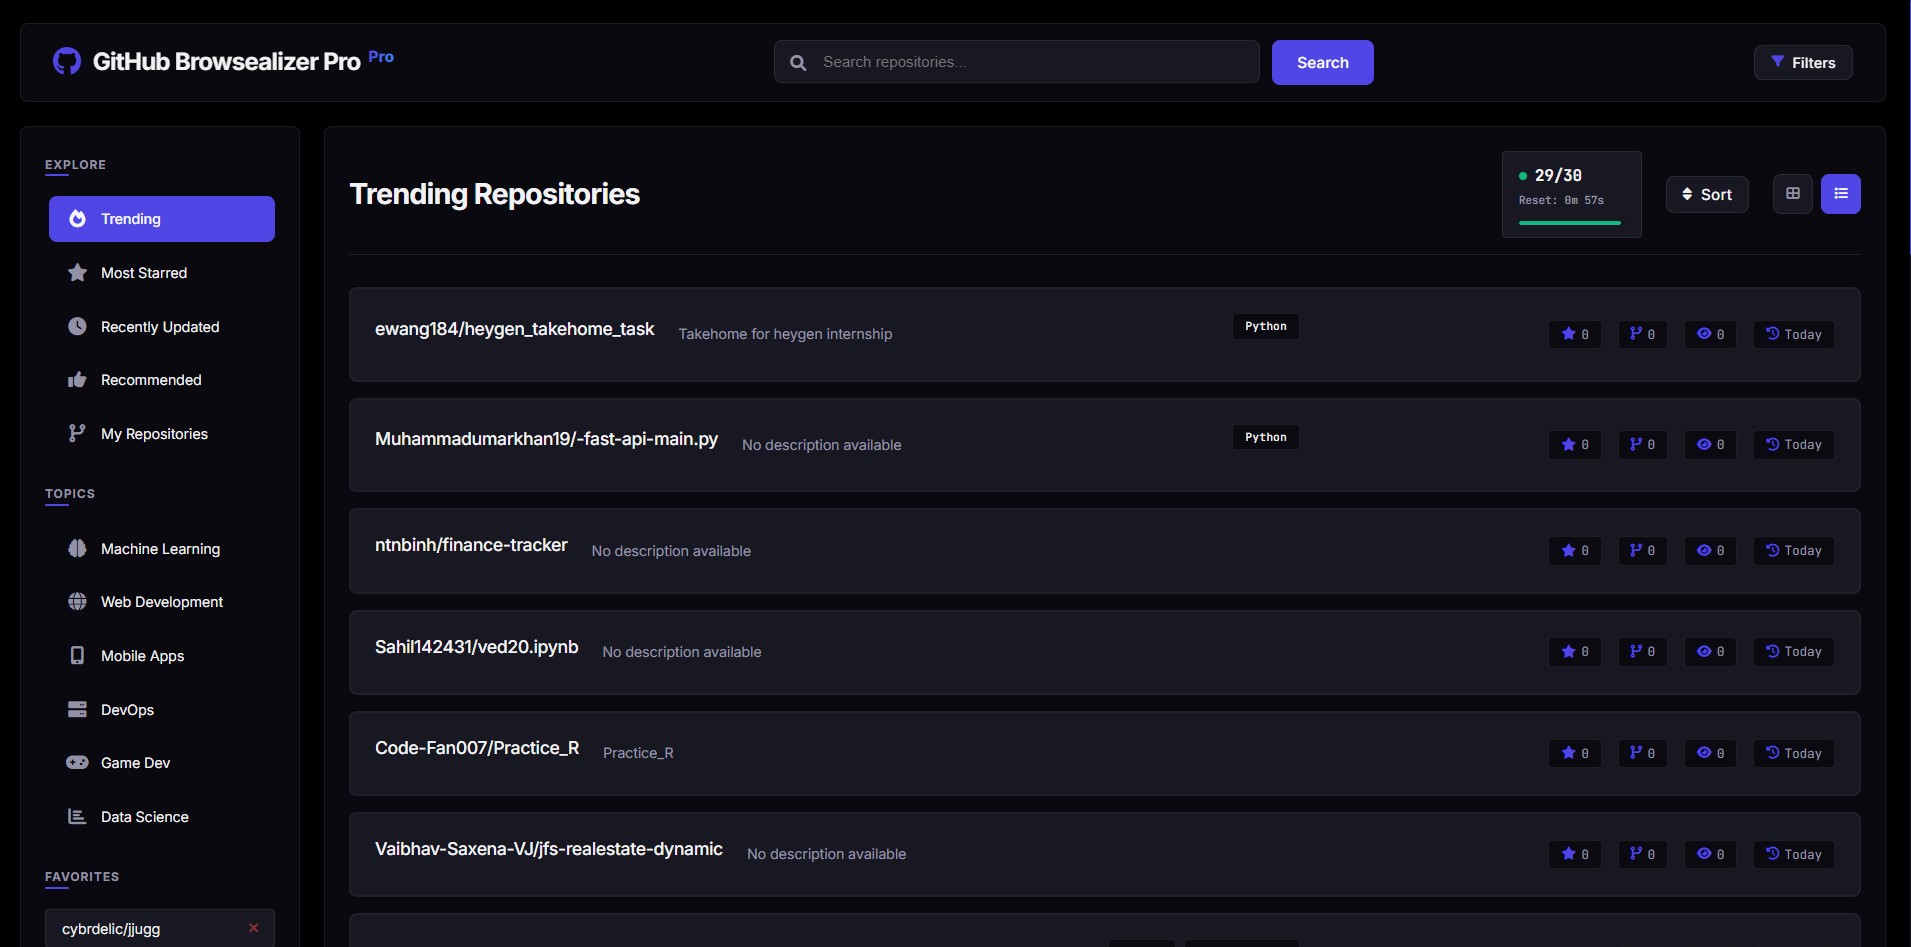 GitHub Browsealizer Pro Pro
Search repositories...
Search
Filters
EXPLORE
Trending
Most Starred
Recently Updated
Recommended
My Repositories
TOPICS
Machine Learning
Web Development
Mobile Apps
DevOps
Game Dev
Data Science
FAVORITES
cybrdelic/jjugg
Trending Repositories
29/30
Reset: 0m 57s
Sort
ewang184/heygen_takehome_task Takehome for heygen internship Python 0 0 0 Today
Muhammadumarkhan19/-fast-api-main.py No description available Python 0 0 0 Today
ntnbinh/finance-tracker No description available 0 0 0 Today
Sahil142431/ved20.ipynb No description available 0 0 0 Today
Code-Fan007/Practice_R Practice_R 0 0 0 Today
Vaibhav-Saxena-VJ/jfs-realestate-dynamic No description available 0 0 0 Today